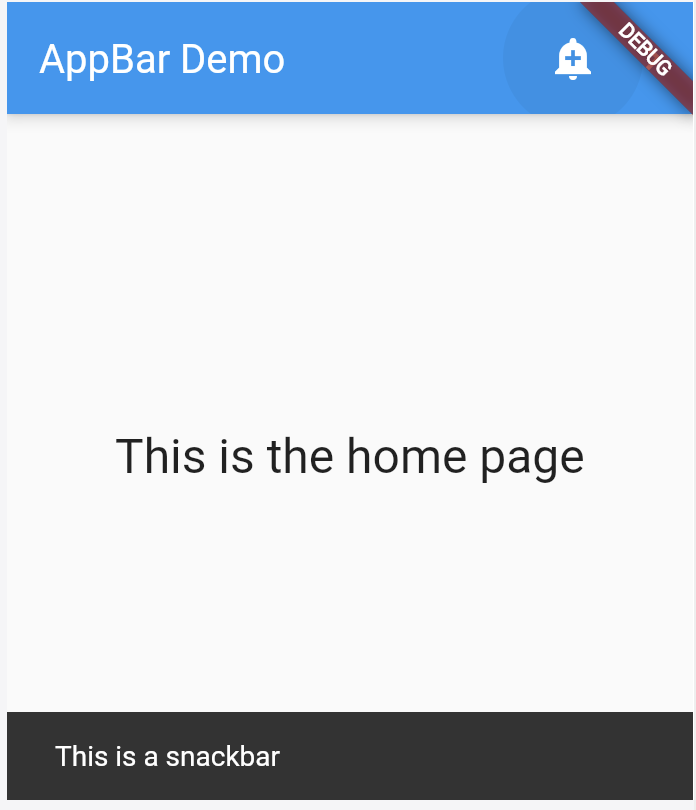 AppBar Demo
DEBUG
This is the home page
This is a snackbar